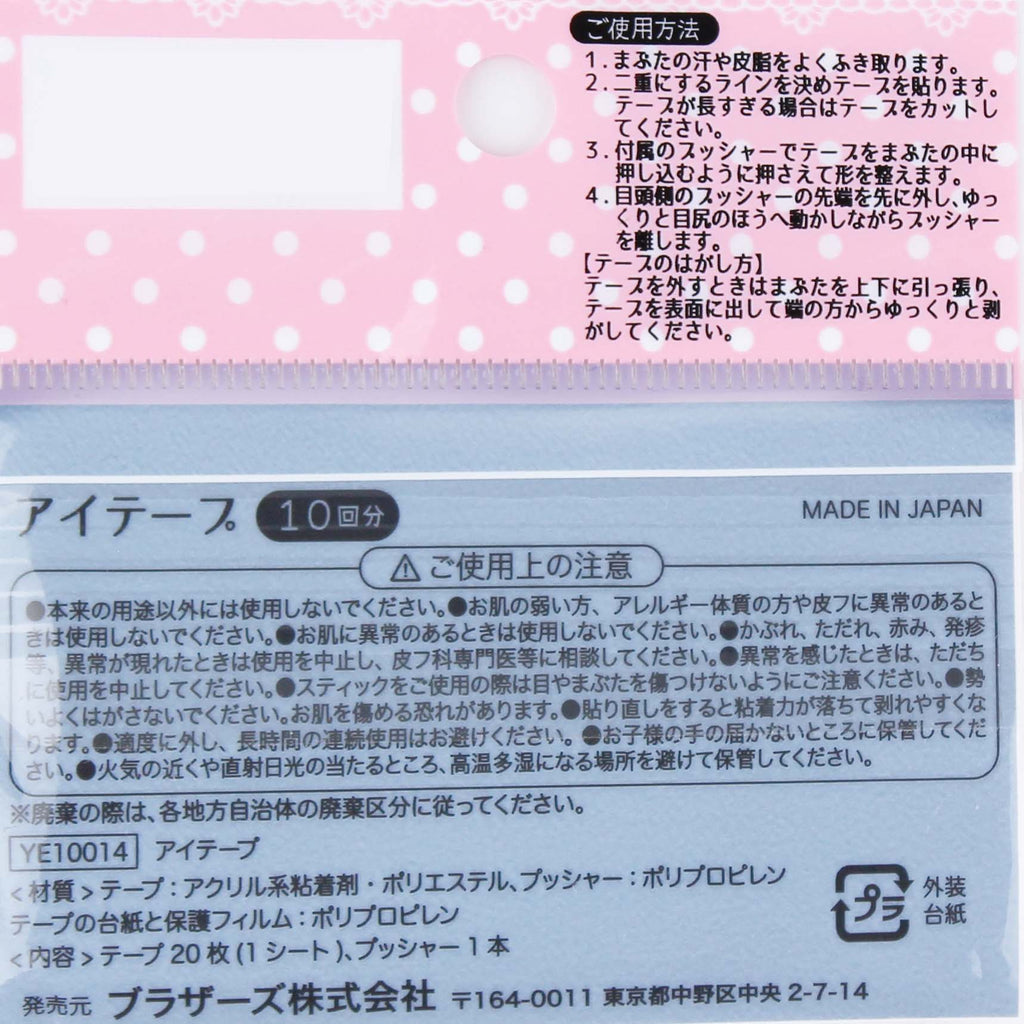 ご使用方法
1.まぶたの汗や皮脂をよくふき取ります。
2.二重にするラインを決めテープを貼ります。
テープが長すぎる場合はテープをカットし
てください。
3.付属のプッシャーでテープをまぶたの中に
押し込むように押さえて形を整えます。
4.目頭側のプッシャーの先端を先に外し、ゆっ
くりと目尻のほうへ動かしながらプッシャー
を離します。
【テープのはがし方】
テープを外すときはまぶたを上下に引っ張り、
テープを表面に出して端の方からゆっくりと剥
がしてください。
アイテープ 10回分
MADE IN JAPAN
⚠ご使用上の注意
●本来の用途以外には使用しないでください。●お肌の弱い方、アレルギー体質の方や皮フに異常のあると
きは使用しないでください。●お肌に異常のあるときは使用しないでください。●かぶれ、ただれ、赤み、発疹
等、異常が現れたときは使用を中止し、皮フ科専門医等に相談してください。●異常を感じたときは、ただち
に使用を中止してください。●スティックをご使用の際は目やまぶたを傷つけないようにご注意ください。●勢
いよくはがさないでください。お肌を傷める恐れがあります。●貼り直しをすると粘着力が落ちて剥れやすくな
ります。●適度に外し、長時間の連続使用はお避けください。●お子様の手の届かないところに保管してくだ
さい。●火気の近くや直射日光の当たるところ、高温多湿になる場所を避けて保管してください。
※廃棄の際は、各地方自治体の廃棄区分に従ってください。
YE10014 アイテープ
<材質>テープ:アクリル系粘着剤・ポリエステル、プッシャー:ポリプロピレン
テープの台紙と保護フィルム:ポリプロピレン
<内容>テープ20枚(1シート)、プッシャー1本
プラ
外装
台紙
発売元 ブラザーズ株式会社 〒164-0011 東京都中野区中央2-7-14